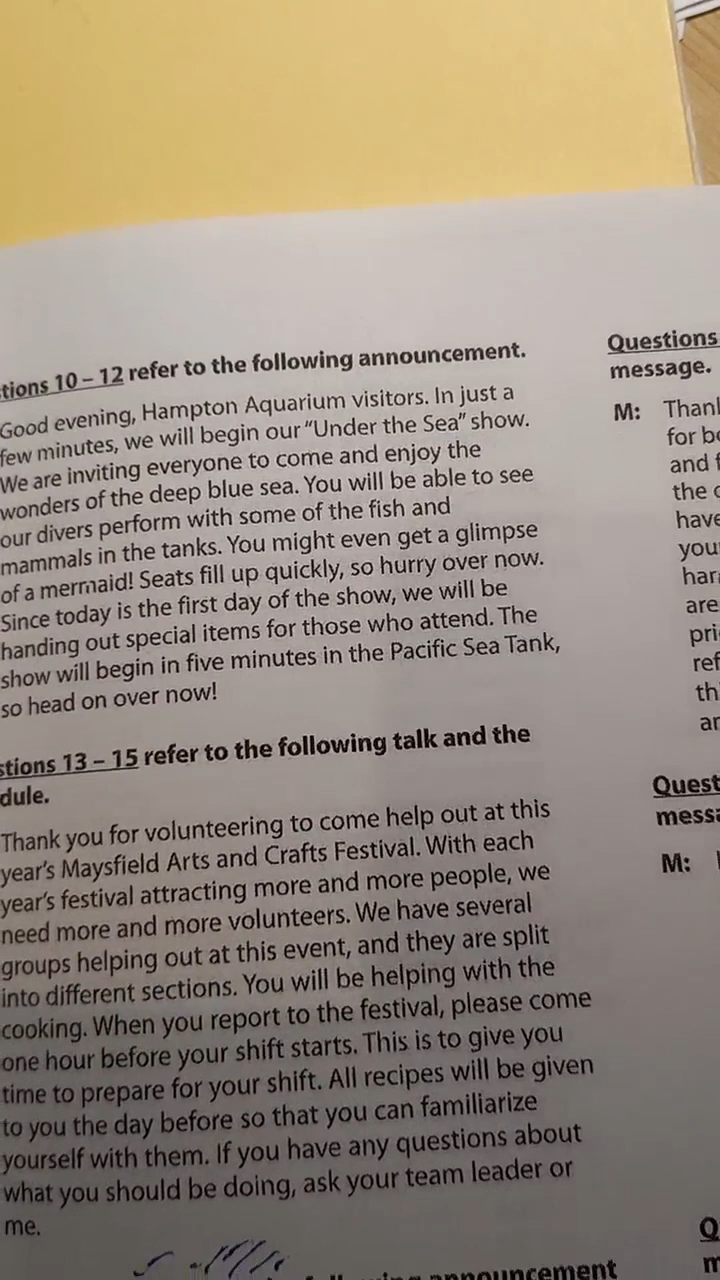 tions 10 – 12 refer to the following announcement.
Good evening, Hampton Aquarium visitors. In just a
few minutes, we will begin our "Under the Sea" show.
We are inviting everyone to come and enjoy the
wonders of the deep blue sea. You will be able to see
our divers perform with some of the fish and
mammals in the tanks. You might even get a glimpse
of a mermaid! Seats fill up quickly, so hurry over now.
Since today is the first day of the show, we will be
handing out special items for those who attend. The
show will begin in five minutes in the Pacific Sea Tank,
so head on over now!
stions 13 – 15 refer to the following talk and the
dule.
Thank you for volunteering to come help out at this
year's Maysfield Arts and Crafts Festival. With each
year's festival attracting more and more people, we
need more and more volunteers. We have several
groups helping out at this event, and they are split
into different sections. You will be helping with the
cooking. When you report to the festival, please come
one hour before your shift starts. This is to give you
time to prepare for your shift. All recipes will be given
to you the day before so that you can familiarize
yourself with them. If you have any questions about
what you should be doing, ask your team leader or
me.
announcement
Questions
message.
M: Thank
for bo
and f
the c
have
your
har
are
pri
ref
th
ar
Quest
messa
M:
Q
m